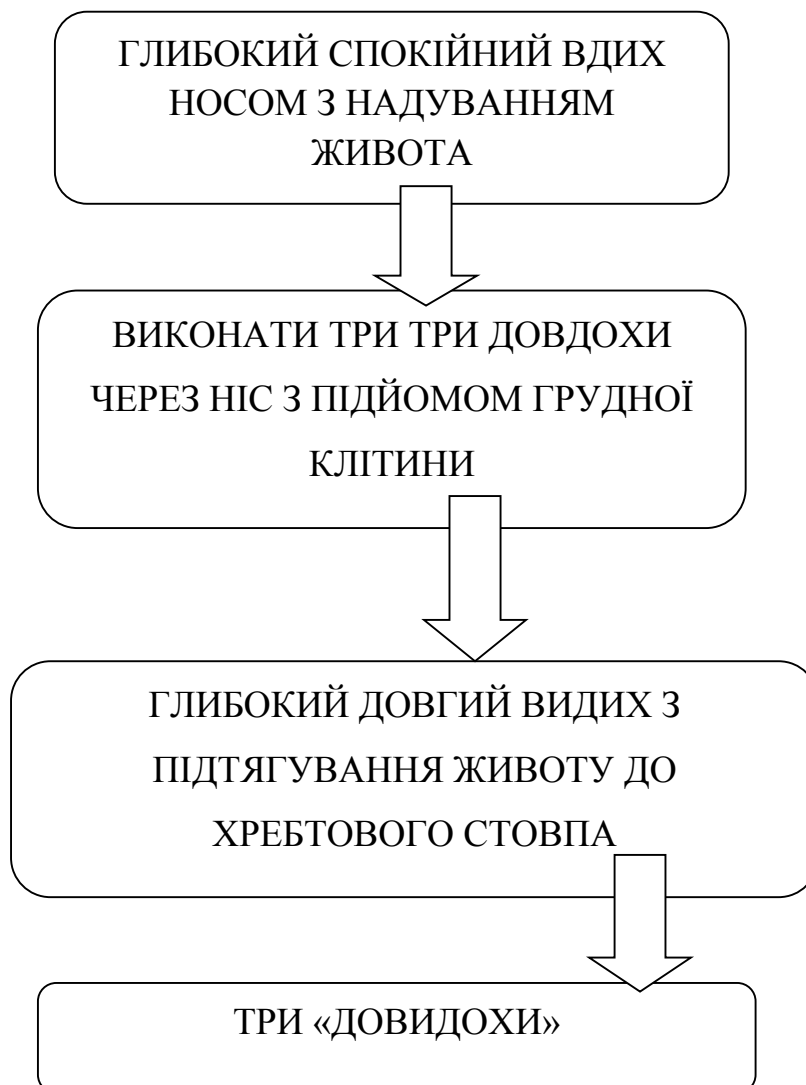 ГЛИБОКИЙ СПОКІЙНИЙ ВДИХ
НОСОМ З НАДУВАННЯМ
ЖИВОТА
ВИКОНАТИ ТРИ ТРИ ДОВДОХИ
ЧЕРЕЗ НІС З ПІДЙОМОМ ГРУДНОЇ
КЛІТИНИ
ГЛИБОКИЙ ДОВГИЙ ВИДИХ З
ПІДТЯГУВАННЯ ЖИВОТУ ДО
ХРЕБТОВОГО СТОВПА
ТРИ «ДОВИДОХИ»